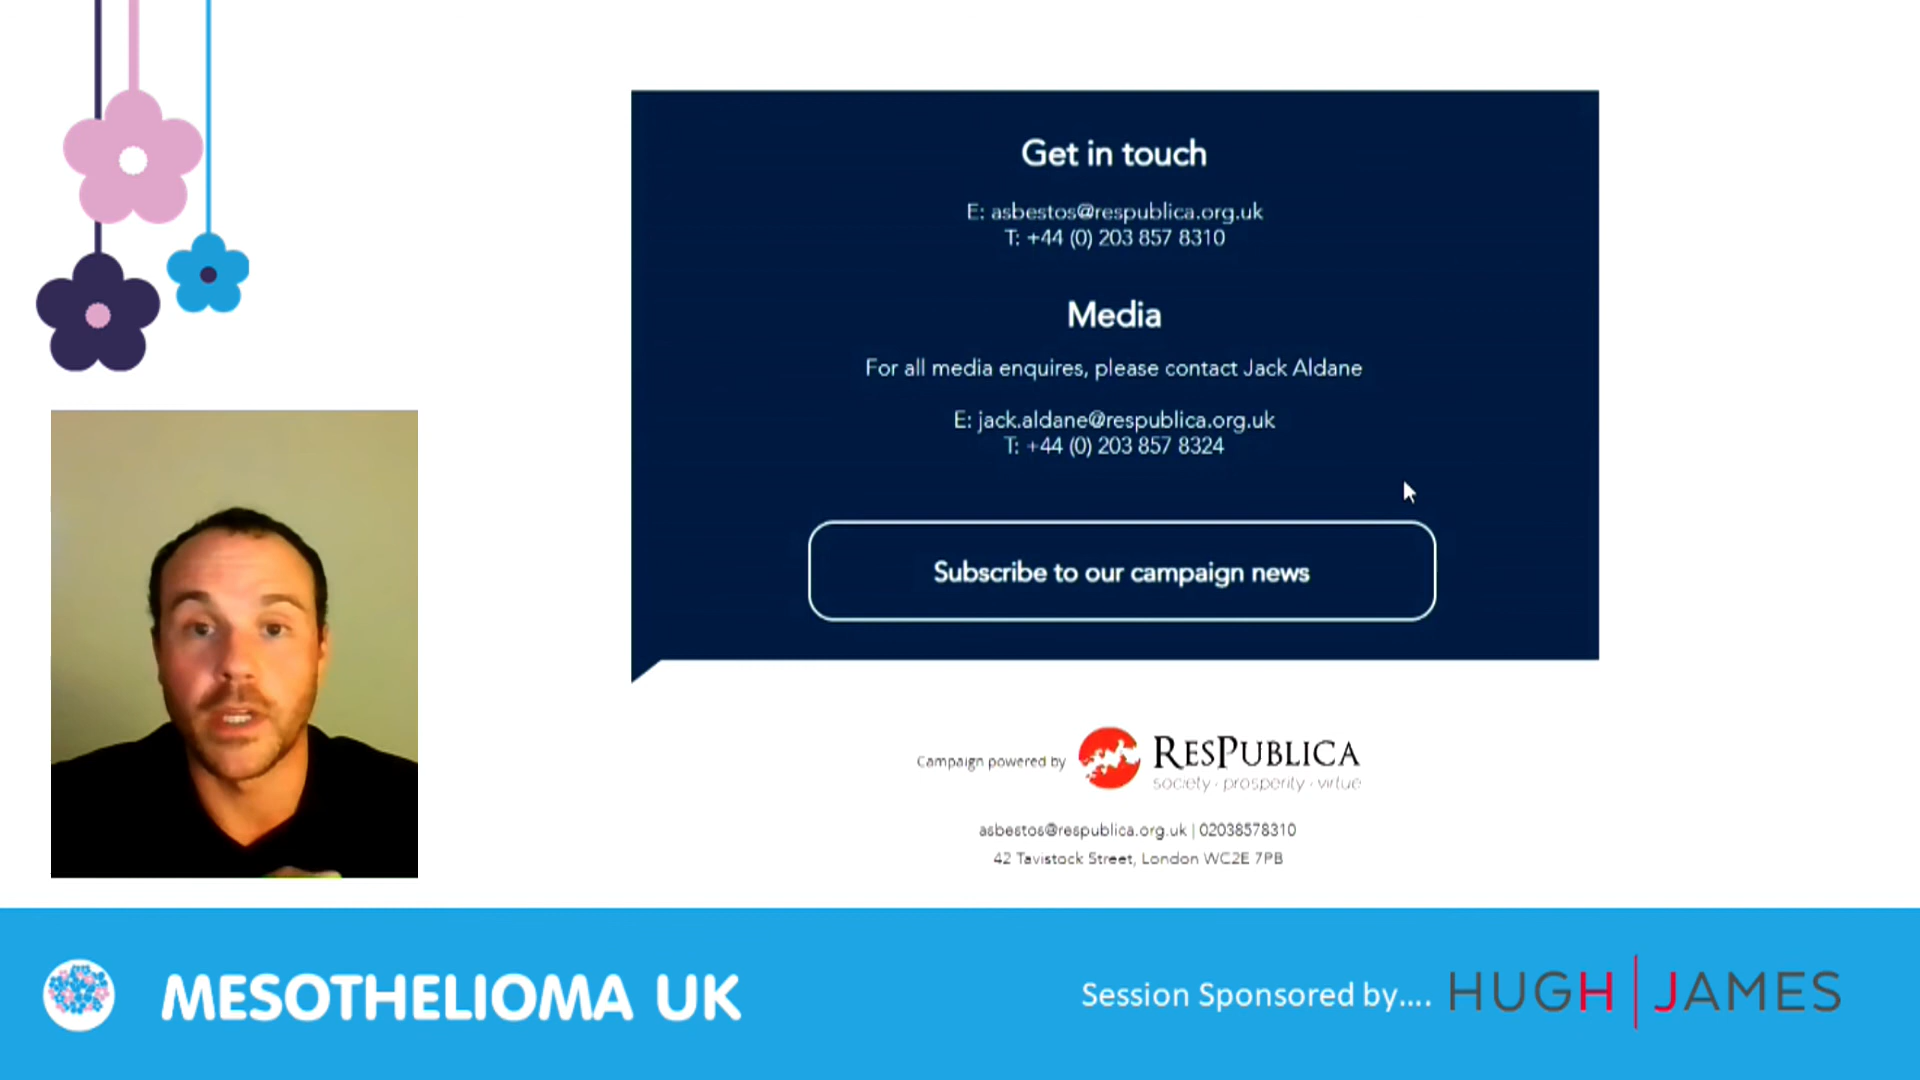 Get in touch
E: asbestos@respublica.org.uk
T: +44 (0) 203 857 8310
Media
For all media enquires, please contact Jack Aldane
E: jack.aldane@respublica.org.uk
T: +44 (0) 203 857 8324
Subscribe to our campaign news
Campaign powered by RESPUBLICA
society · prosperity · virtue
asbestos@respublica.org.uk | 02038578310
42 Tavistock Street, London WC2E 7PB
MESOTHELIOMA UK
Session Sponsored by.... HUGH | JAMES